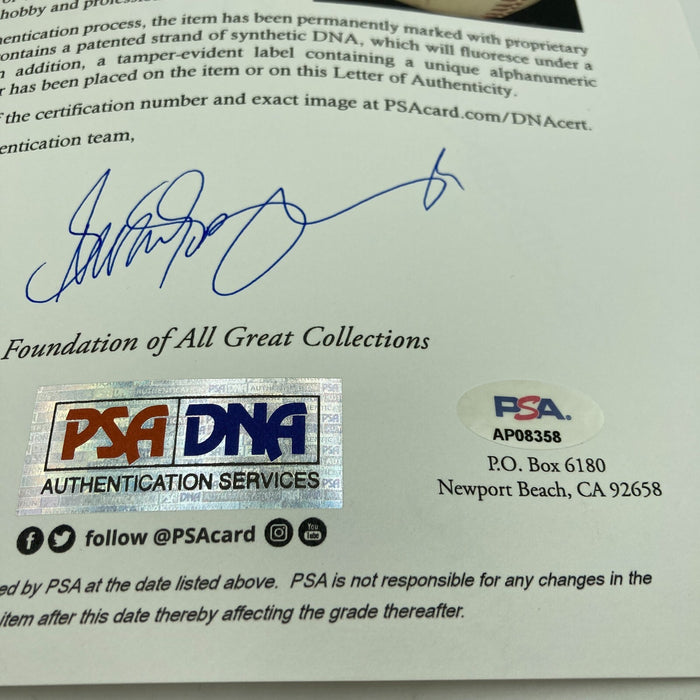 hobby and
entication process, the item has been permanently marked with proprietary
ontains a patented strand of synthetic DNA, which will fluoresce under a
n addition, a tamper-evident label containing a unique alphanumeric
r has been placed on the item or on this Letter of Authenticity.
the certification number and exact image at PSAcard.com/DNAcert.
entication team,
Foundation of All Great Collections
PSA DNA
AUTHENTICATION SERVICES
PSA.
AP08358
P.O. Box 6180
Newport Beach, CA 92658
follow @PSAcard
You
Tube
ed by PSA at the date listed above. PSA is not responsible for any changes in the
item after this date thereby affecting the grade thereafter.